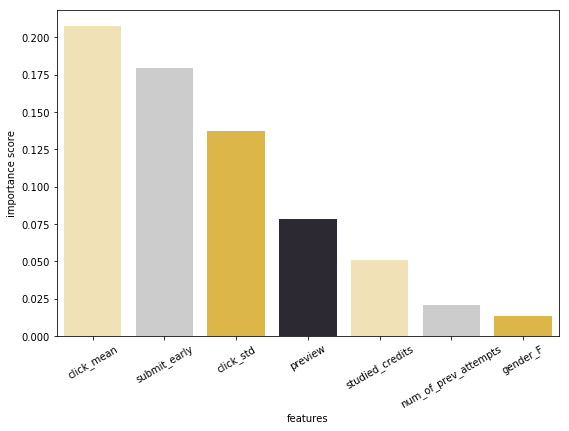 importance score
0.200
0.175
0.150
0.125
0.100
0.075
0.050
0.025
0.000
click_mean
submit_early
click_std
preview
studied_credits
num_of_prev_attempts
gender_F
features